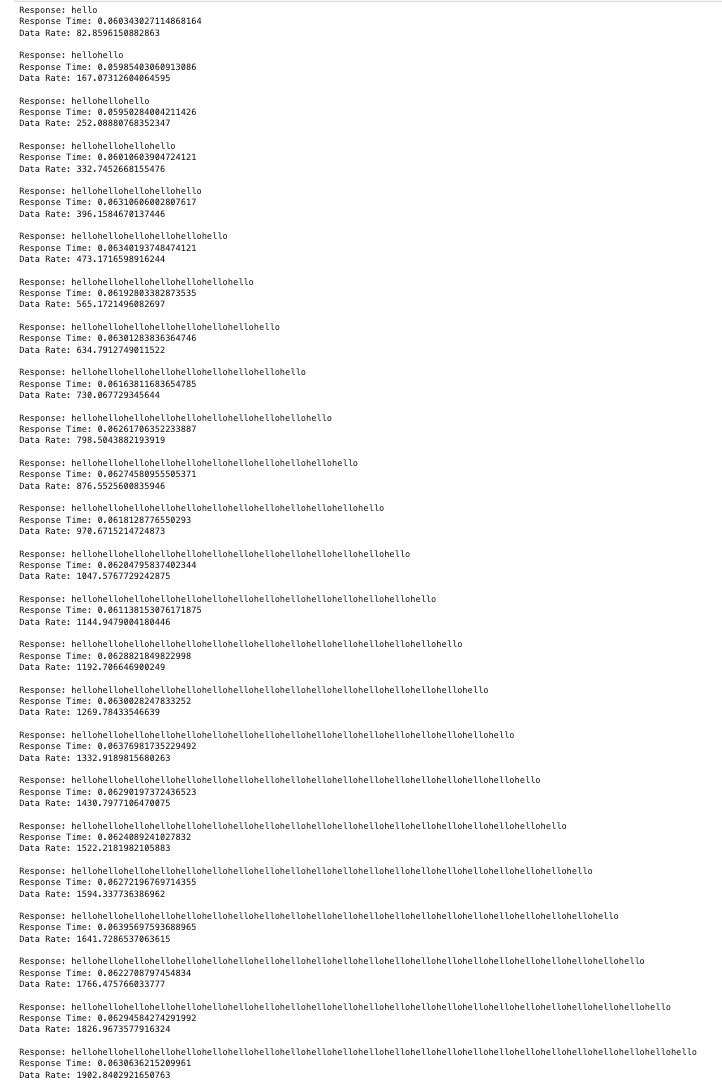 Response: hello
Response Time: 0.060343027114868164
Data Rate: 82.8596150882863
Response: hellohello
Response Time: 0.05985403060913086
Data Rate: 167.07312604064595
Response: hellohellohello
Response Time: 0.05950284004211426
Data Rate: 252.08880768352347
Response: hellohellohellohello
Response Time: 0.06010603904724121
Data Rate: 332.7452668155476
Response: hellohellohellohellohello
Response Time: 0.06310606002807617
Data Rate: 396.1584670137446
Response: hellohellohellohellohellohello
Response Time: 0.06340193748474121
Data Rate: 473.1716598916244
Response: hellohellohellohellohellohellohello
Response Time: 0.06192803382873535
Data Rate: 565.1721496082697
Response: hellohellohellohellohellohellohellohello
Response Time: 0.06301283836364746
Data Rate: 634.7912749011522
Response: hellohellohellohellohellohellohellohellohello
Response Time: 0.06163811683654785
Data Rate: 730.067729345644
Response: hellohellohellohellohellohellohellohellohellohello
Response Time: 0.06261706352233887
Data Rate: 798.5043882193919
Response: hellohellohellohellohellohellohellohellohellohellohello
Response Time: 0.06274580955505371
Data Rate: 876.5525600835946
Response: hellohellohellohellohellohellohellohellohellohellohellohello
Response Time: 0.0618128776550293
Data Rate: 970.6715214724873
Response: hellohellohellohellohellohellohellohellohellohellohellohellohello
Response Time: 0.06204795837402344
Data Rate: 1047.5767729242875
Response: hellohellohellohellohellohellohellohellohellohellohellohellohellohello
Response Time: 0.061138153076171875
Data Rate: 1144.9479004180446
Response: hellohellohellohellohellohellohellohellohellohellohellohellohellohellohello
Response Time: 0.0628821849822998
Data Rate: 1192.706646900249
Response: hellohellohellohellohellohellohellohellohellohellohellohellohellohellohellohello
Response Time: 0.0630028247833252
Data Rate: 1269.78433546639
Response: hellohellohellohellohellohellohellohellohellohellohellohellohellohellohellohellohello
Response Time: 0.06376981735229492
Data Rate: 1332.9189815680263
Response: hellohellohellohellohellohellohellohellohellohellohellohellohellohellohellohellohellohello
Response Time: 0.06290197372436523
Data Rate: 1430.7977106470075
Response: hellohellohellohellohellohellohellohellohellohellohellohellohellohellohellohellohellohellohello
Response Time: 0.0624089241027832
Data Rate: 1522.2181982105883
Response: hellohellohellohellohellohellohellohellohellohellohellohellohellohellohellohellohellohellohellohello
Response Time: 0.06272196769714355
Data Rate: 1594.337736386962
Response: hellohellohellohellohellohellohellohellohellohellohellohellohellohellohellohellohellohellohellohellohello
Response Time: 0.06395697593688965
Data Rate: 1641.7286537063615
Response: hellohellohellohellohellohellohellohellohellohellohellohellohellohellohellohellohellohellohellohellohellohello
Response Time: 0.0622708797454834
Data Rate: 1766.475766033777
Response: hellohellohellohellohellohellohellohellohellohellohellohellohellohellohellohellohellohellohellohellohellohellohello
Response Time: 0.06294584274291992
Data Rate: 1826.9673577916324
Response: hellohellohellohellohellohellohellohellohellohellohellohellohellohellohellohellohellohellohellohellohellohellohellohello
Response Time: 0.0630636215209961
Data Rate: 1902.8402921650763